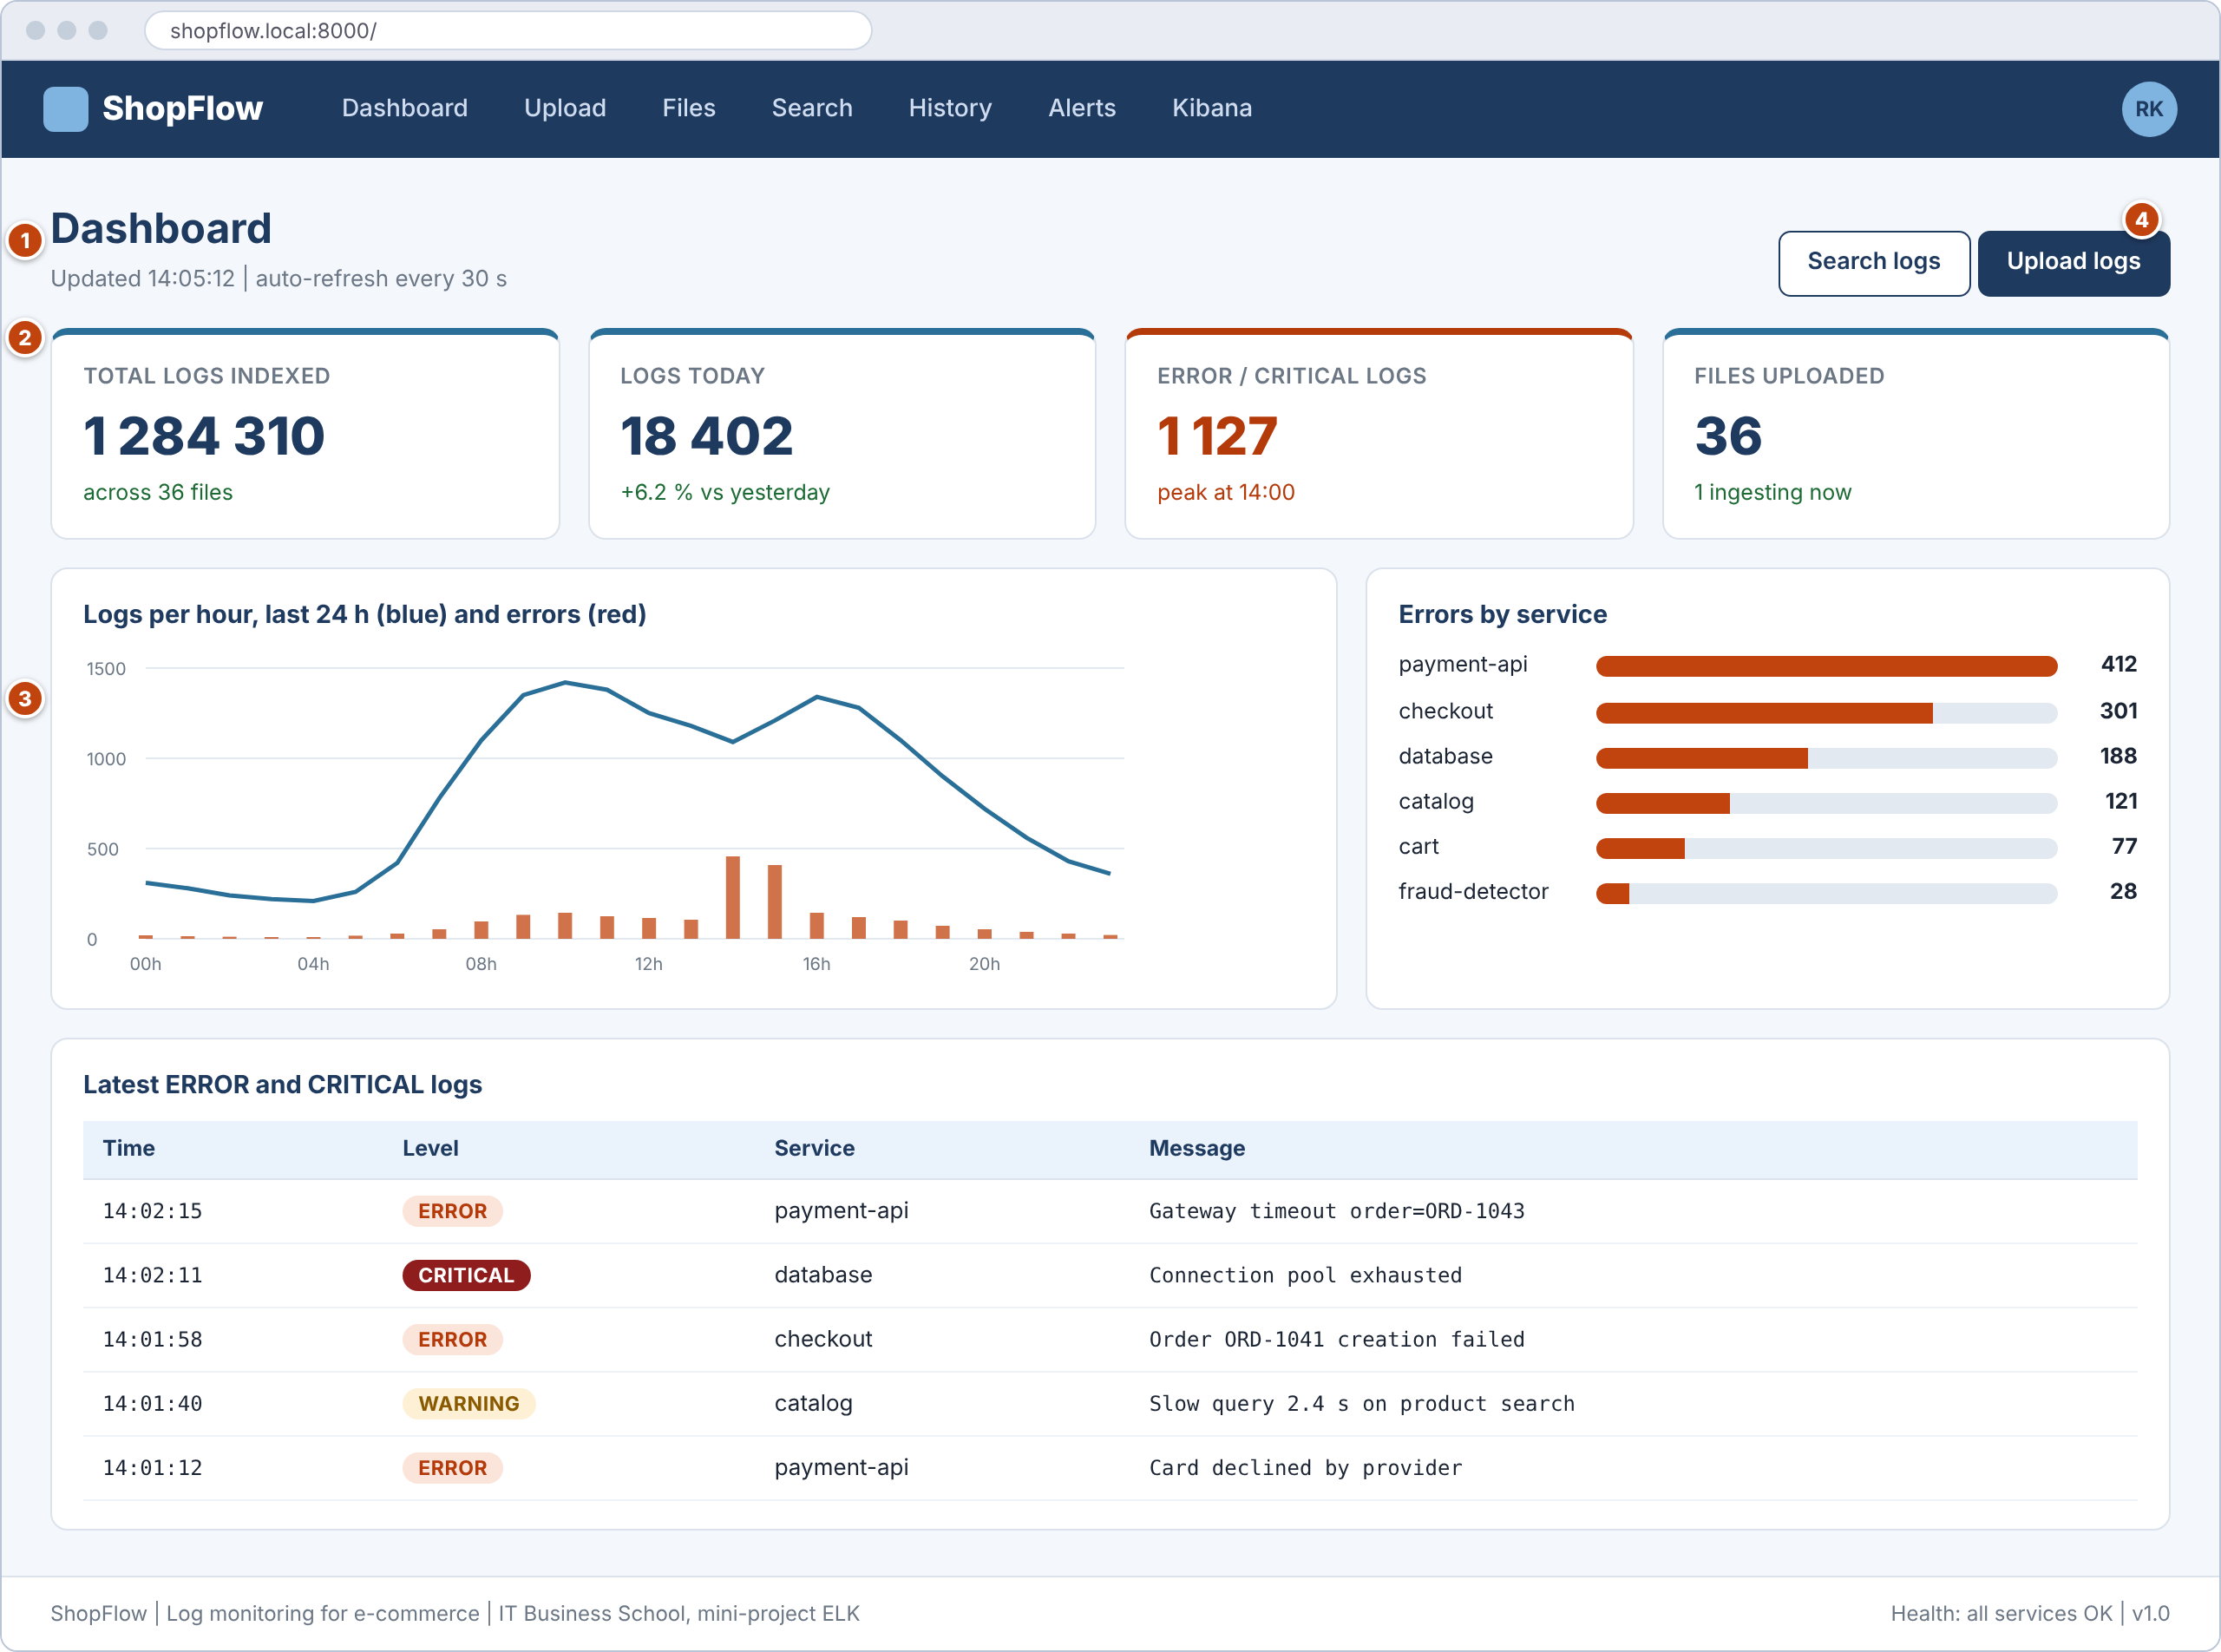 shopflow.local:8000/
ShopFlow Dashboard Upload Files Search History Alerts Kibana RK
1 Dashboard
Updated 14:05:12 | auto-refresh every 30 s
Search logs Upload logs 4
2
TOTAL LOGS INDEXED
1 284 310
across 36 files
LOGS TODAY
18 402
+6.2 % vs yesterday
ERROR / CRITICAL LOGS
1 127
peak at 14:00
FILES UPLOADED
36
1 ingesting now
3
Logs per hour, last 24 h (blue) and errors (red)
1500
1000
500
0
00h 04h 08h 12h 16h 20h
Errors by service
payment-api 412
checkout 301
database 188
catalog 121
cart 77
fraud-detector 28
Latest ERROR and CRITICAL logs
Time Level Service Message
14:02:15 ERROR payment-api Gateway timeout order=ORD-1043
14:02:11 CRITICAL database Connection pool exhausted
14:01:58 ERROR checkout Order ORD-1041 creation failed
14:01:40 WARNING catalog Slow query 2.4 s on product search
14:01:12 ERROR payment-api Card declined by provider
ShopFlow | Log monitoring for e-commerce | IT Business School, mini-project ELK
Health: all services OK | v1.0